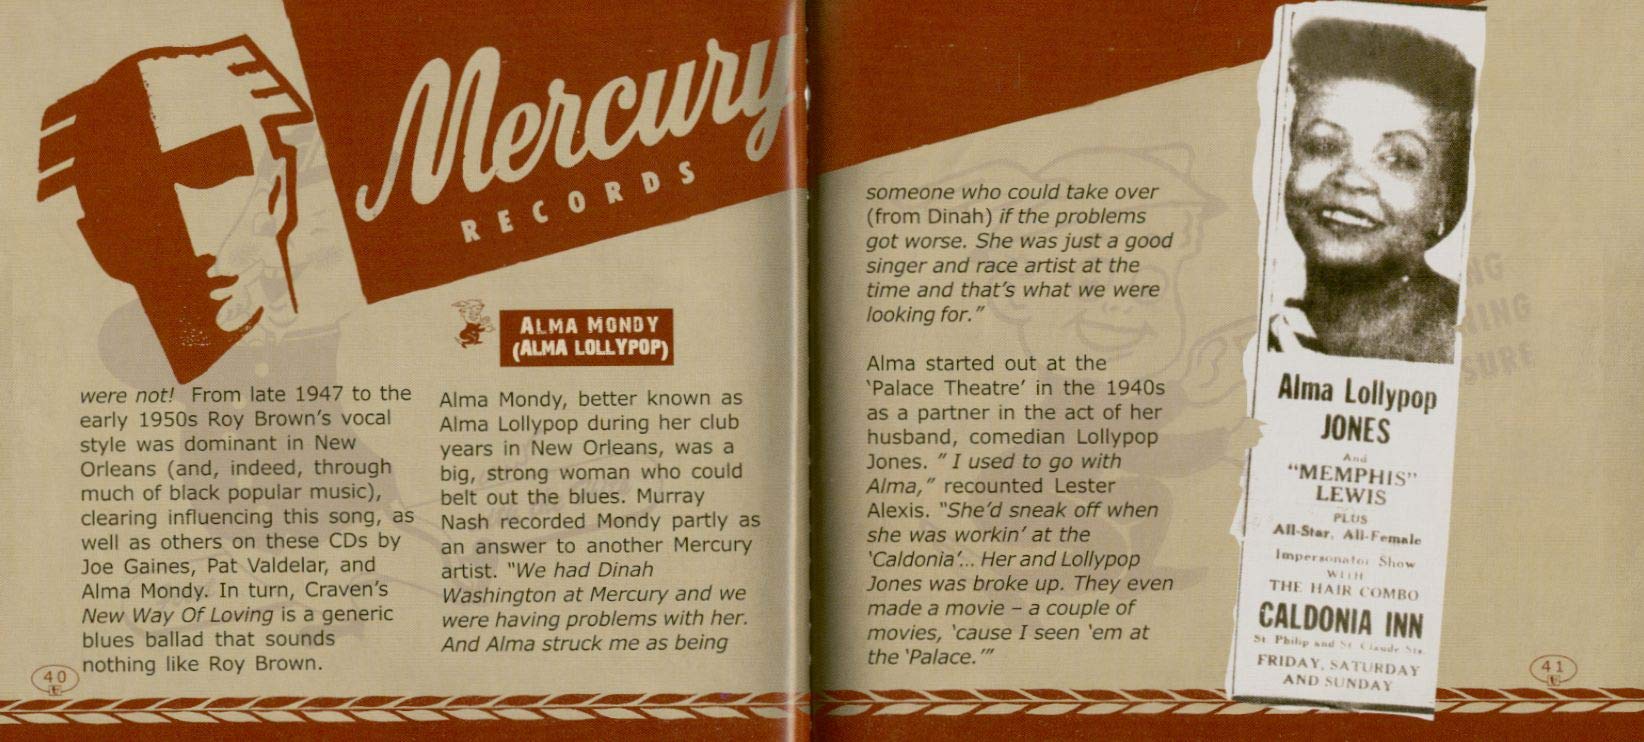 Mercury
RECORDS
were not! From late 1947 to the
early 1950s Roy Brown's vocal
style was dominant in New
Orleans (and, indeed, through
much of black popular music),
clearing influencing this song, as
well as others on these CDs by
Joe Gaines, Pat Valdelar, and
Alma Mondy. In turn, Craven's
New Way Of Loving is a generic
blues ballad that sounds
nothing like Roy Brown.
40
ALMA MONDY
(ALMA LOLLYPOP)
Alma Mondy, better known as
Alma Lollypop during her club
years in New Orleans, was a
big, strong woman who could
belt out the blues. Murray
Nash recorded Mondy partly as
an answer to another Mercury
artist. "We had Dinah
Washington at Mercury and we
were having problems with her.
And Alma struck me as being
someone who could take over
(from Dinah) if the problems
got worse. She was just a good
singer and race artist at the
time and that's what we were
looking for."
Alma started out at the
'Palace Theatre' in the 1940s
as a partner in the act of her
husband, comedian Lollypop
Jones. " I used to go with
Alma," recounted Lester
Alexis. "She'd sneak off when
she was workin' at the
'Caldonia'... Her and Lollypop
Jones was broke up. They even
made a movie – a couple of
movies, 'cause I seen 'em at
the 'Palace.'"
Alma Lollypop
JONES
And
"MEMPHIS"
LEWIS
PLUS
All-Star, All-Female
Impersonator Show
WITH
THE HAIR COMBO
CALDONIA INN
St. Philip and St. Claude Sts.
FRIDAY, SATURDAY
AND SUNDAY
41